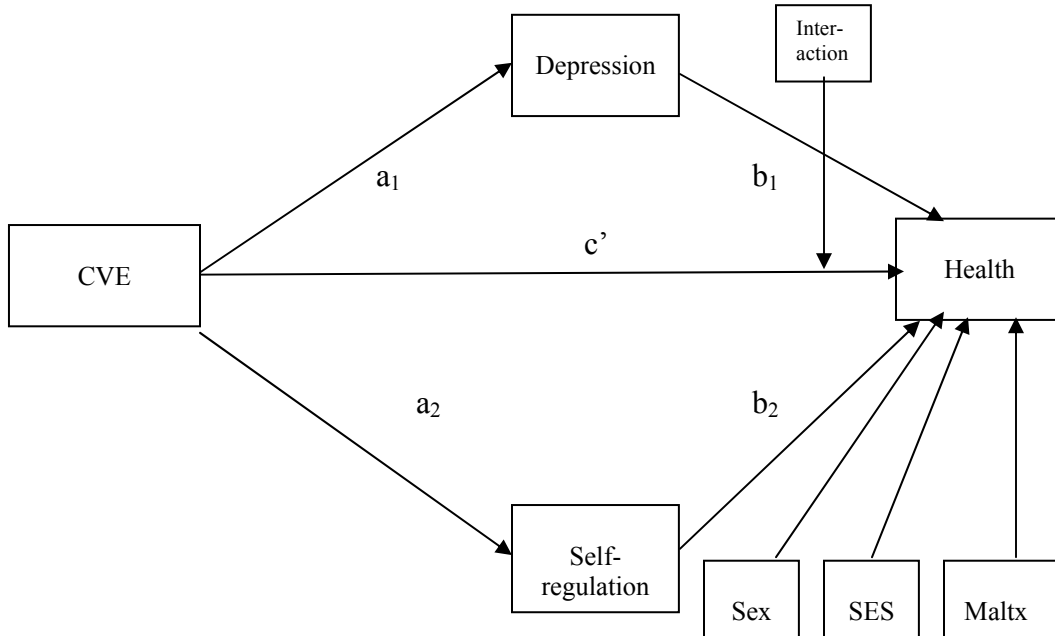 Inter-
action
Depression
a₁
b₁
c’
CVE
Health
a₂
b₂
Self-
regulation
Sex
SES
Maltx